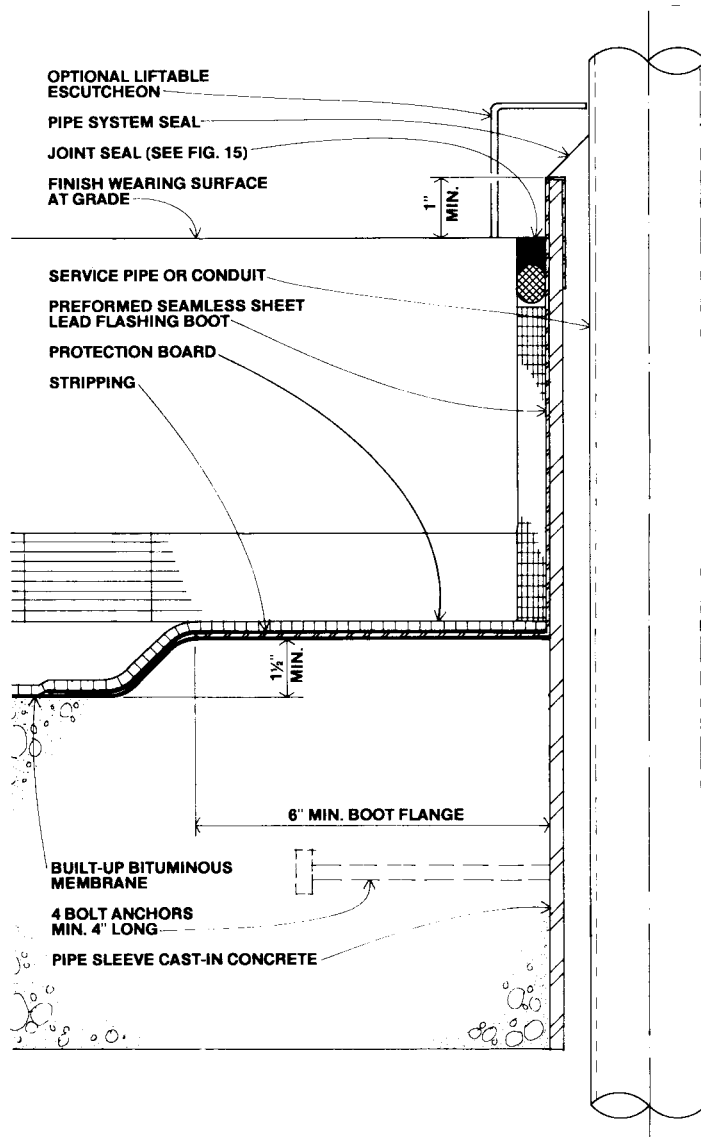 OPTIONAL LIFTABLE
ESCUTCHEON
PIPE SYSTEM SEAL
JOINT SEAL (SEE FIG. 15)
FINISH WEARING SURFACE
AT GRADE
1"
MIN.
SERVICE PIPE OR CONDUIT
PREFORMED SEAMLESS SHEET
LEAD FLASHING BOOT
PROTECTION BOARD
STRIPPING
1½"
MIN.
6" MIN. BOOT FLANGE
BUILT-UP BITUMINOUS
MEMBRANE
4 BOLT ANCHORS
MIN. 4" LONG
PIPE SLEEVE CAST-IN CONCRETE